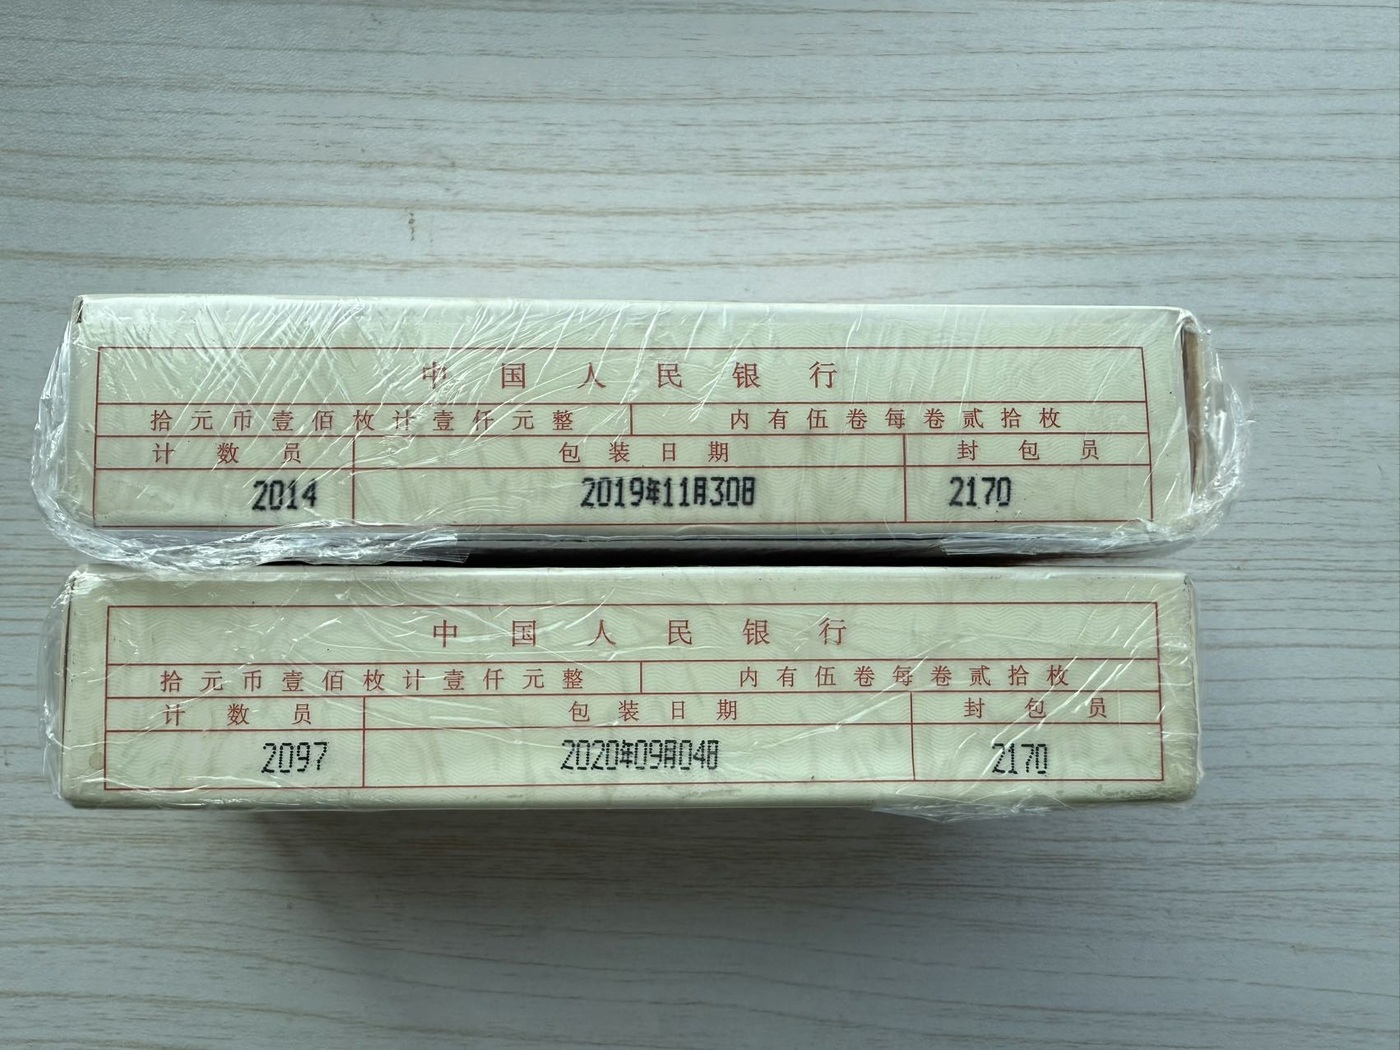 中国人民银行
拾元币壹佰枚计壹仟元整 内有伍卷每卷贰拾枚
计数员 包装日期 封包员
2014 2019年11月30日 2170
中国人民银行
拾元币壹佰枚计壹仟元整 内有伍卷每卷贰拾枚
计数员 包装日期 封包员
2097 2020年09月04日 2170